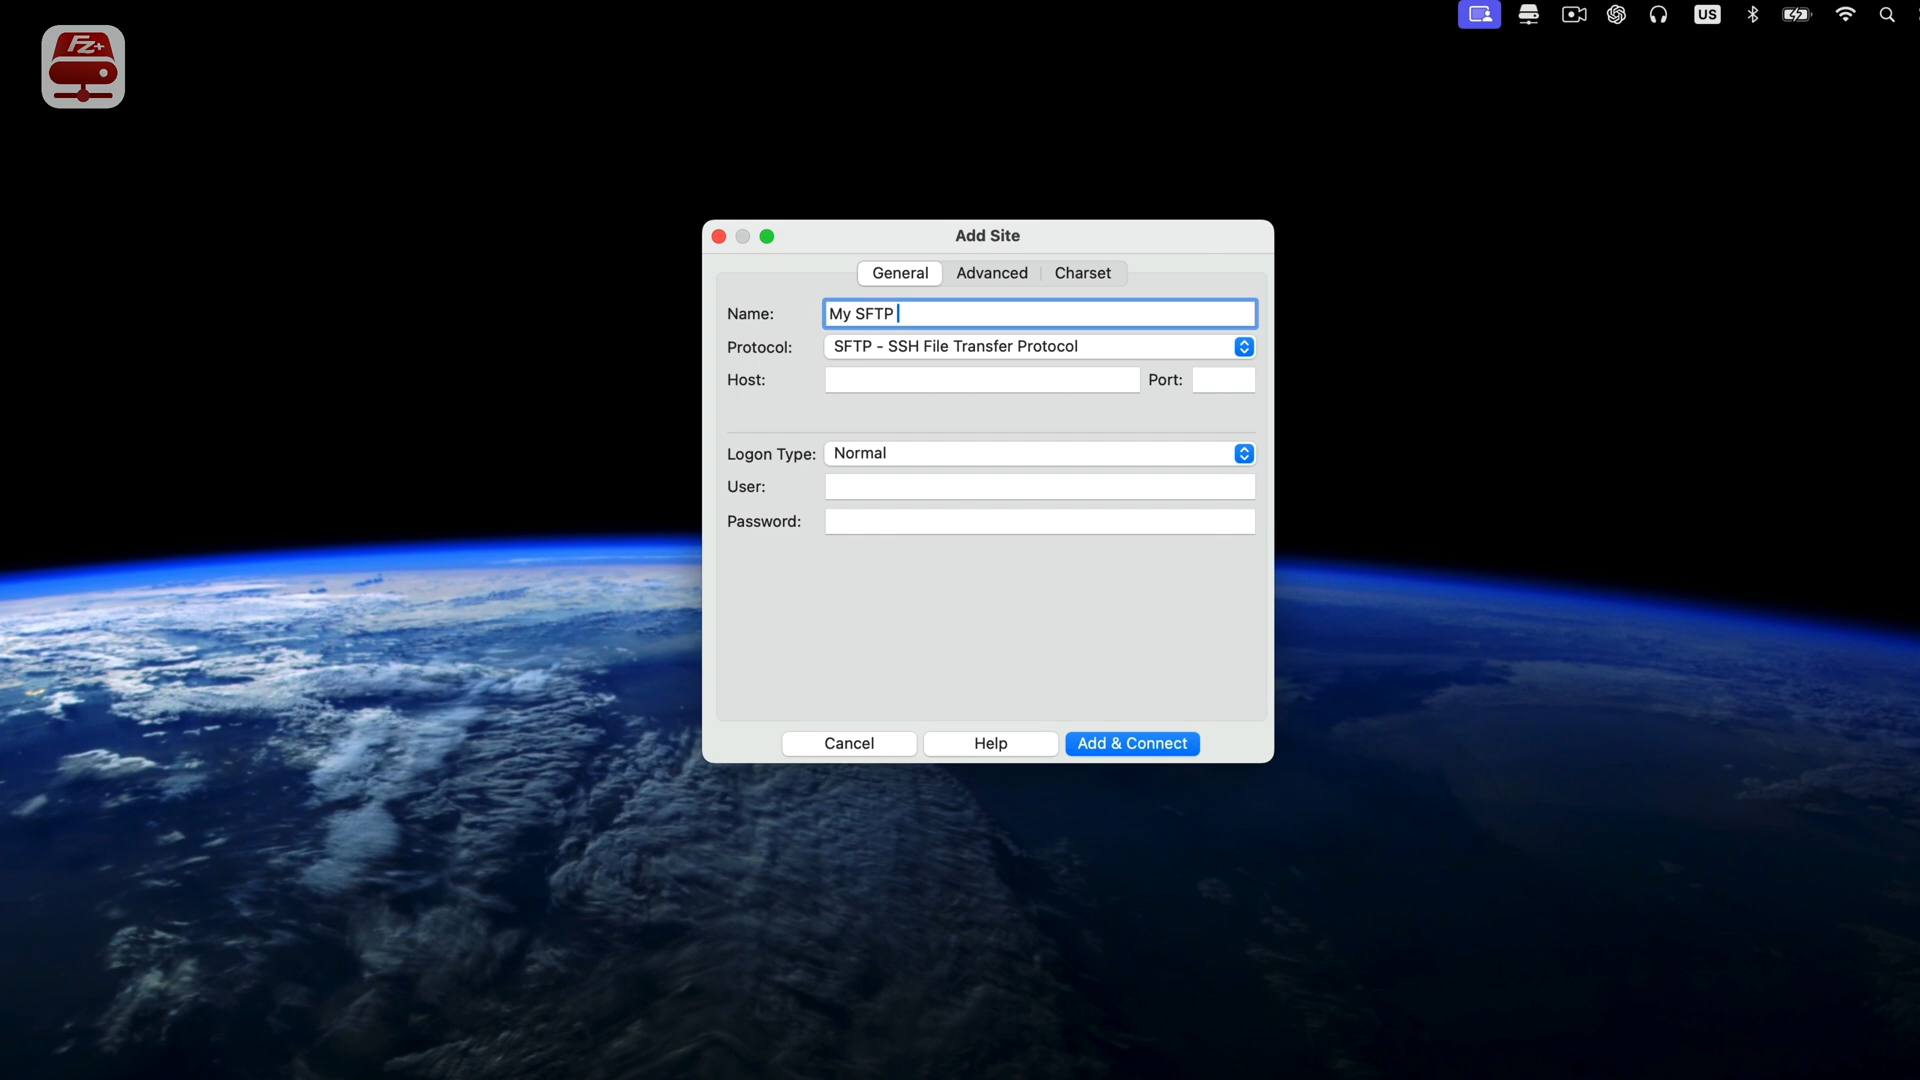 FZ+
US
Add Site
General Advanced Charset
Name: My SFTP
Protocol: SFTP - SSH File Transfer Protocol
Host: Port:
Logon Type: Normal
User:
Password:
Cancel Help Add & Connect